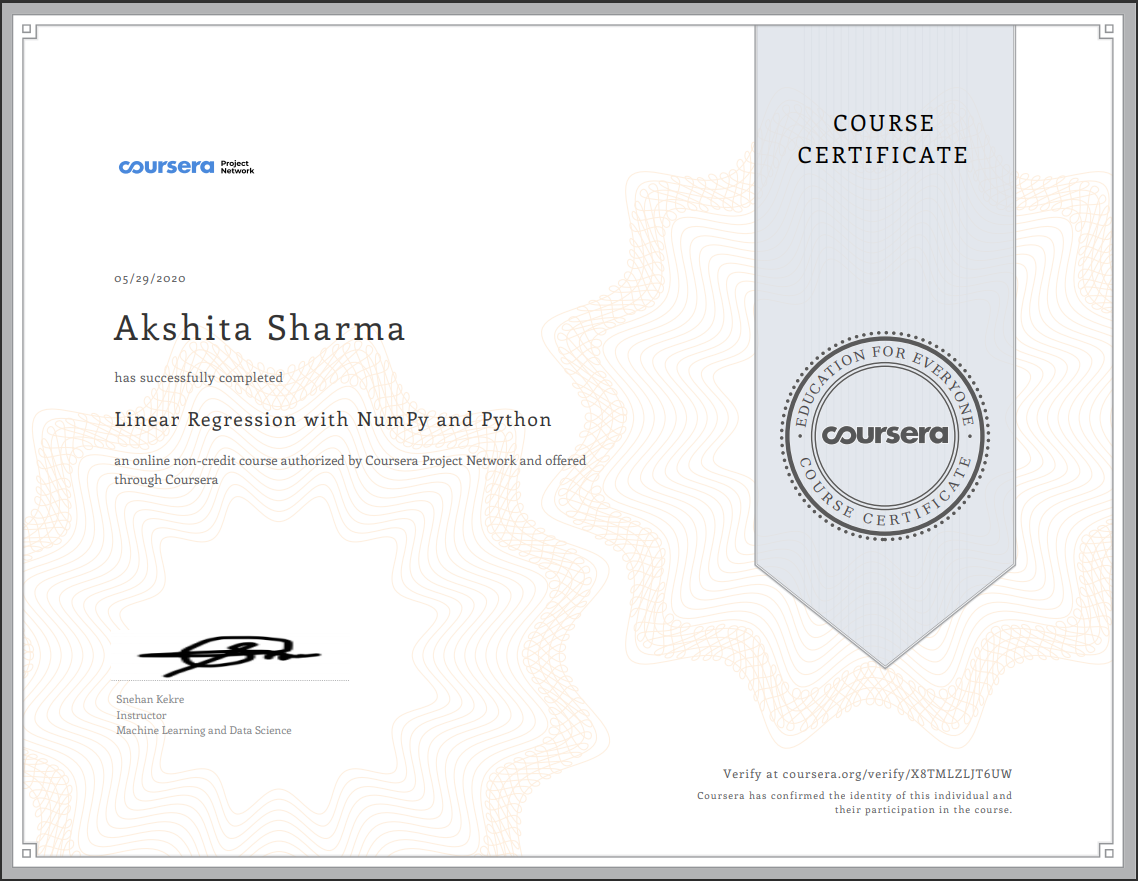 COURSE
CERTIFICATE
coursera Project
Network
05/29/2020
Akshita Sharma
has successfully completed
Linear Regression with NumPy and Python
an online non-credit course authorized by Coursera Project Network and offered
through Coursera
EDUCATION FOR EVERYONE
coursera
COURSE CERTIFICATE
Snehan Kekre
Instructor
Machine Learning and Data Science
Verify at coursera.org/verify/X8TMLZLJT6UW
Coursera has confirmed the identity of this individual and
their participation in the course.